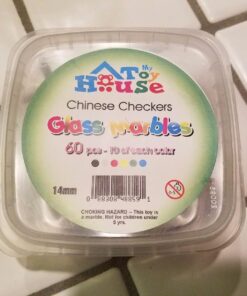 My
Toy
House
Chinese Checkers
Glass marbles
60 pcs - 10 of each color
14mm
CHOKING HAZARD - This toy is
a marble. Not for children under
5 yrs.